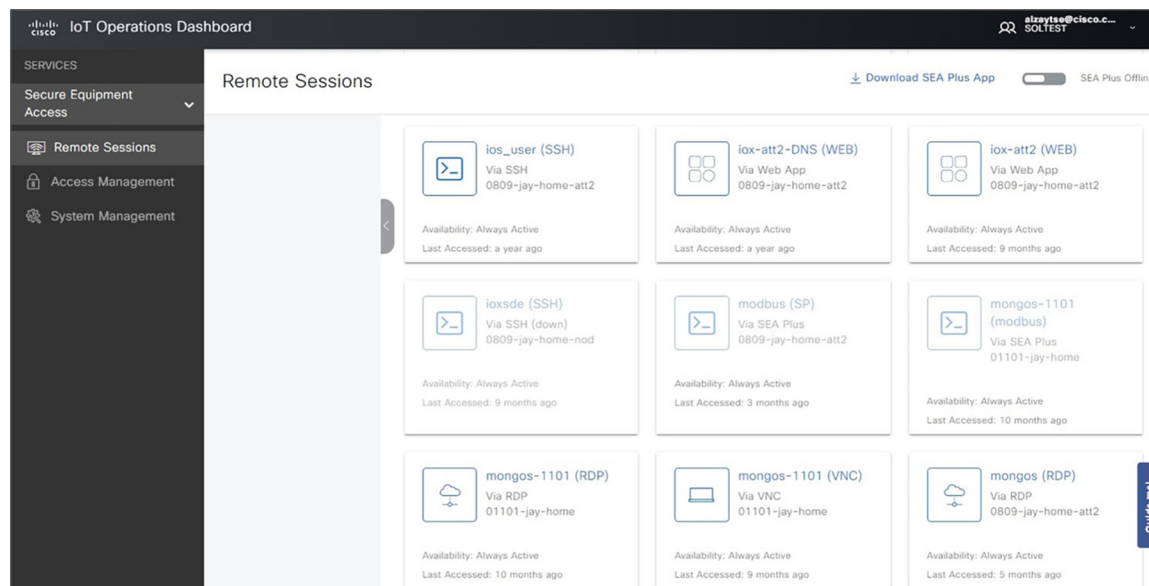 cisco IoT Operations Dashboard
alzaytse@cisco.c...
SOLTEST
SERVICES
Secure Equipment
Access
Remote Sessions
Access Management
System Management
Remote Sessions
Download SEA Plus App
SEA Plus Offlin
ios_user (SSH)
Via SSH
0809-jay-home-att2
Availability: Always Active
Last Accessed: a year ago
iox-att2-DNS (WEB)
Via Web App
0809-jay-home-att2
Availability: Always Active
Last Accessed: a year ago
iox-att2 (WEB)
Via Web App
0809-jay-home-att2
Availability: Always Active
Last Accessed: 9 months ago
ioxsde (SSH)
Via SSH (down)
0809-jay-home-nod
Availability: Always Active
Last Accessed: 9 months ago
modbus (SP)
Via SEA Plus
0809-jay-home-att2
Availability: Always Active
Last Accessed: 3 months ago
mongos-1101
(modbus)
Via SEA Plus
01101-jay-home
Availability: Always Active
Last Accessed: 10 months ago
mongos-1101 (RDP)
Via RDP
01101-jay-home
Availability: Always Active
Last Accessed: 10 months ago
mongos-1101 (VNC)
Via VNC
01101-jay-home
Availability: Always Active
Last Accessed: 9 months ago
mongos (RDP)
Via RDP
0809-jay-home-att2
Availability: Always Active
Last Accessed: 5 months ago